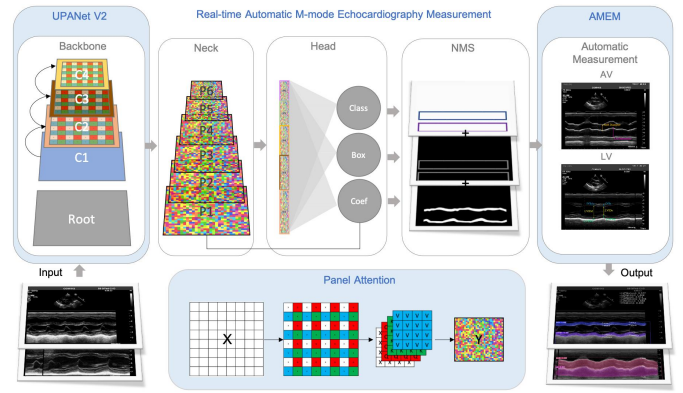 UPANet V2
Real-time Automatic M-mode Echocardiography Measurement
AMEM
Backbone
Neck
Head
NMS
Automatic
Measurement
AV
C4
C3
C2
C1
Root
P6
P5
P4
P3
P2
P1
Class
Box
Coef
+
+
LV
Input
Output
Panel Attention
X
Y